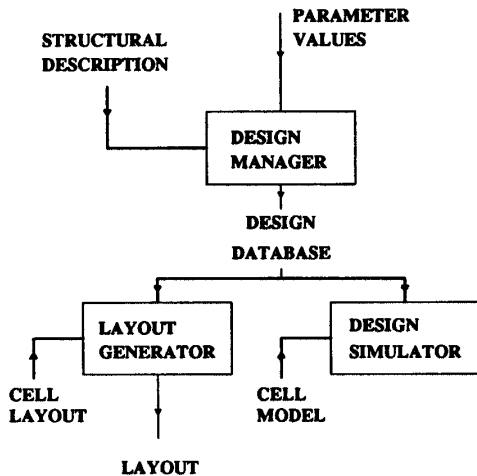 PARAMETER
VALUES
STRUCTURAL
DESCRIPTION
DESIGN
MANAGER
DESIGN
DATABASE
LAYOUT
GENERATOR
DESIGN
SIMULATOR
CELL
LAYOUT
CELL
MODEL
LAYOUT